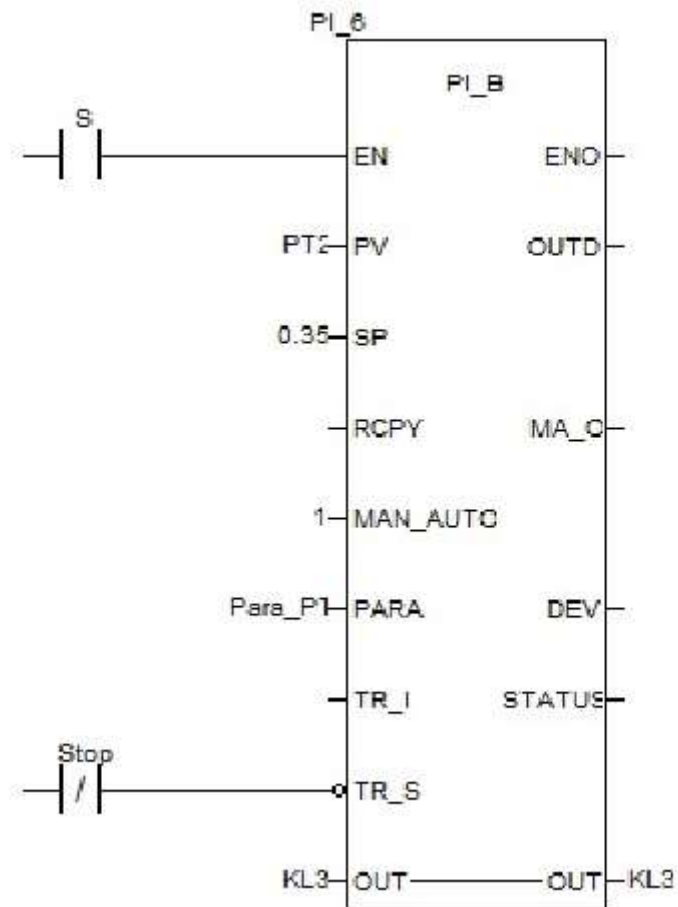 PI_6
PI_B
S
EN ENO
PT2 PV OUTD
0.35 SP
RCPY MA_O
1 MAN_AUTO
Para_PT PARA DEV
TR_I STATUS
Stop
/
TR_S
KL3 OUT OUT KL3